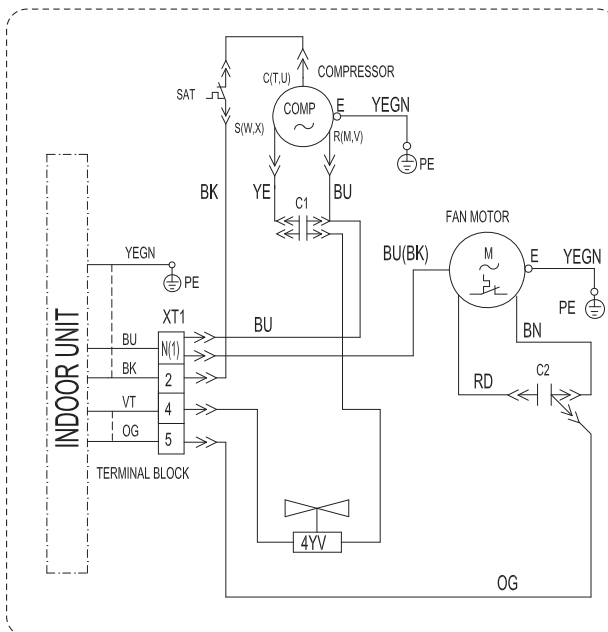 C(T,U) COMPRESSOR
SAT
COMP
E
YEGN
S(W,X)
R(M,V)
PE
BK
YE
BU
C1
FAN MOTOR
BU(BK)
M
E
YEGN
YEGN
PE
PE
XT1
BU
BN
BU
N(1)
C2
BK
2
RD
VT
4
OG
5
INDOOR UNIT
TERMINAL BLOCK
4YV
OG